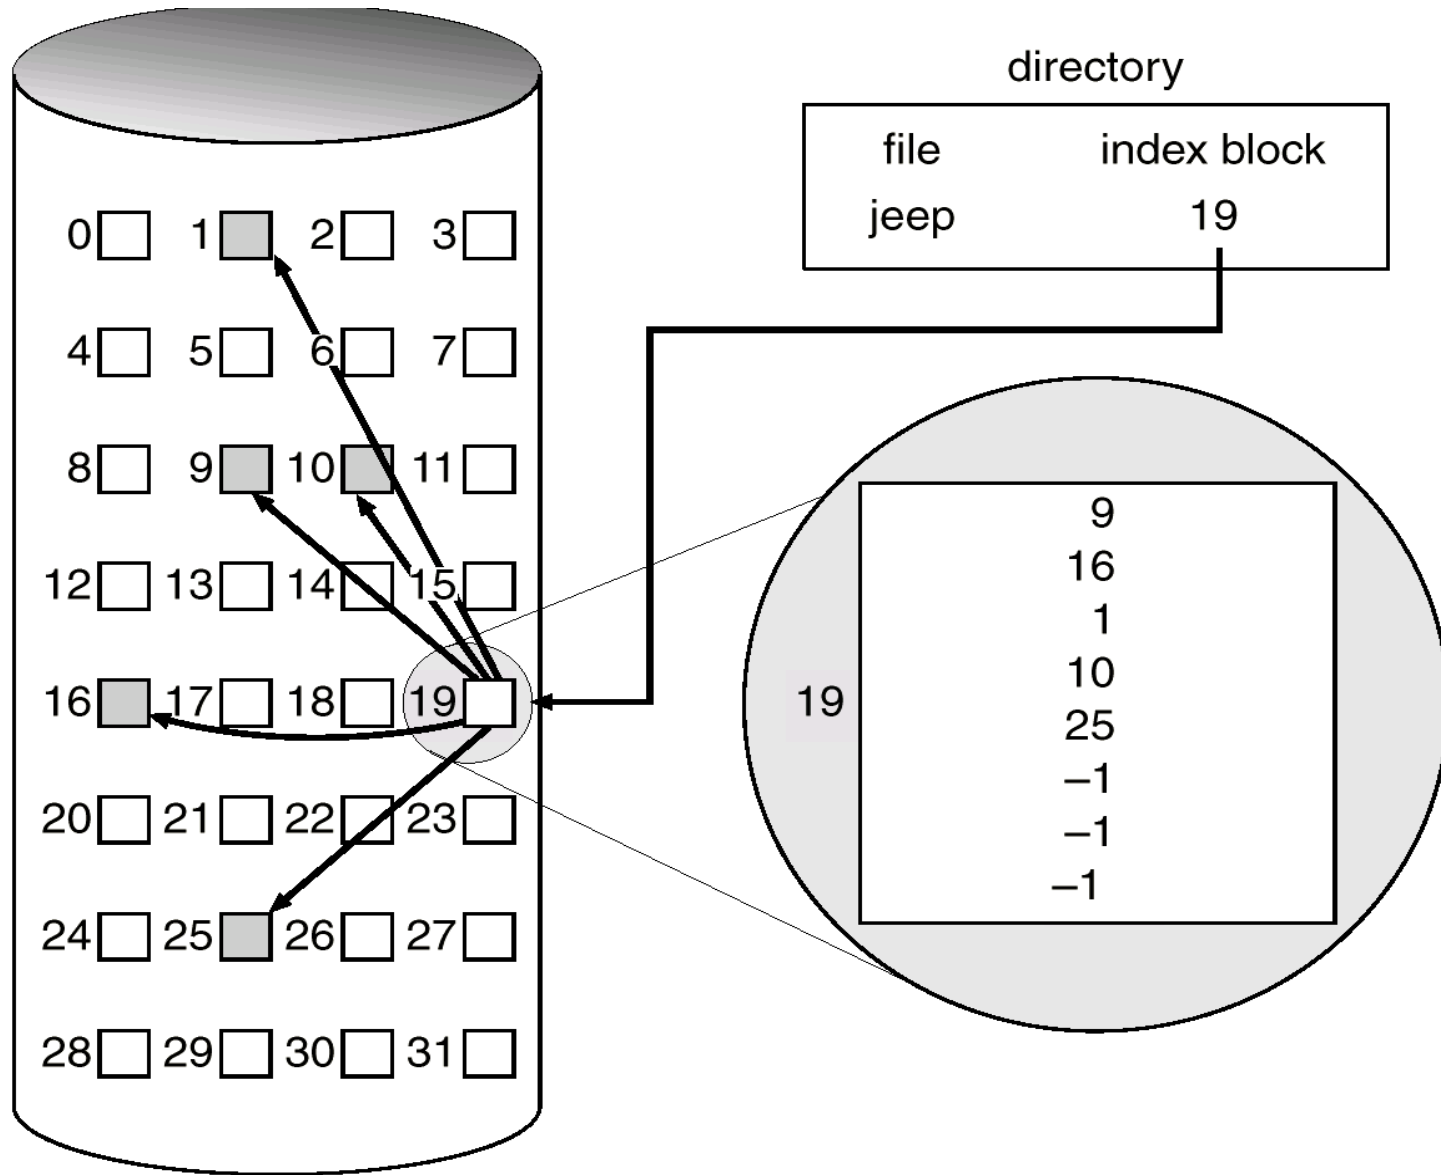 directory
file index block
jeep 19
0 1 2 3
4 5 6 7
8 9 10 11
12 13 14 15
16 17 18 19
20 21 22 23
24 25 26 27
28 29 30 31
19
9
16
1
10
25
–1
–1
–1